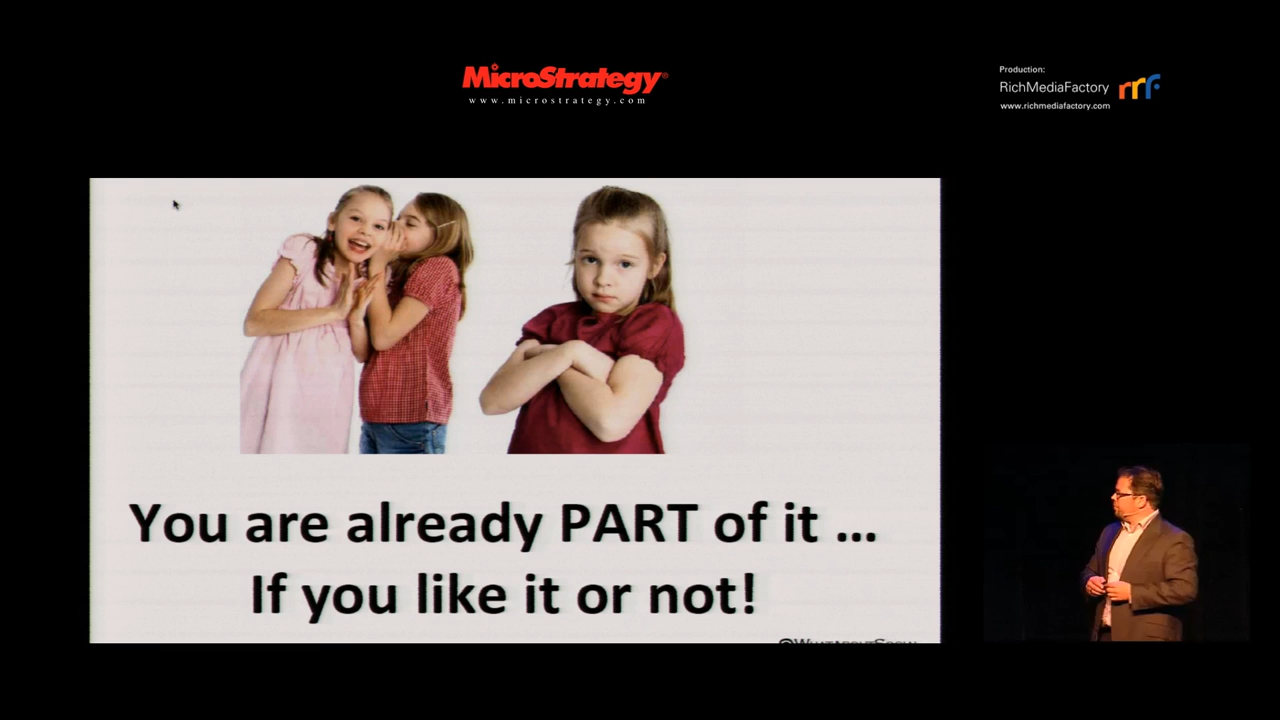 MicroStrategy®
www.microstrategy.com
Production:
RichMediaFactory
rrf
www.richmediafactory.com
You are already PART of it ...
If you like it or not!